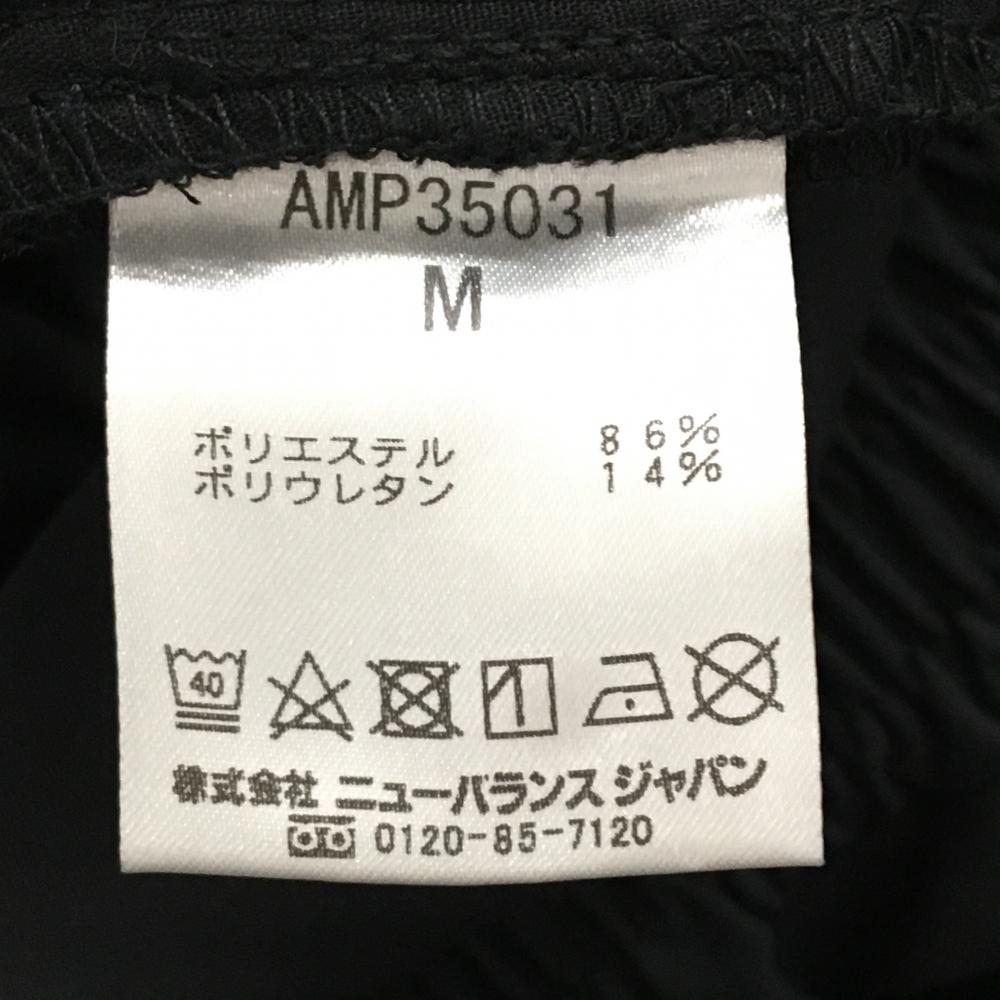 AMP35031
M
ポリエステル 86%
ポリウレタン 14%
40
株式会社 ニューバランス ジャパン
0120-85-7120